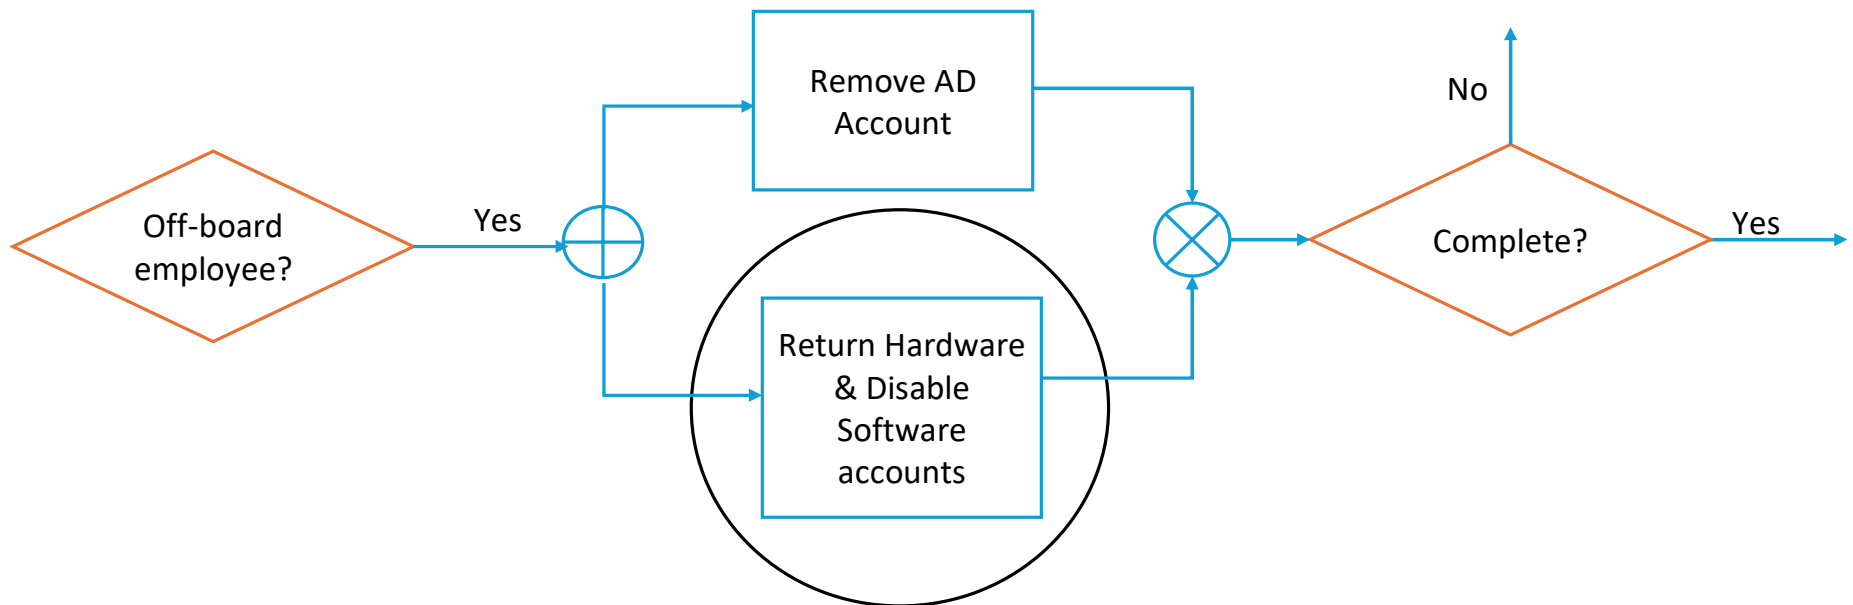 Off-board
employee?
Yes
Remove AD
Account
Return Hardware
& Disable
Software
accounts
Complete?
No
Yes